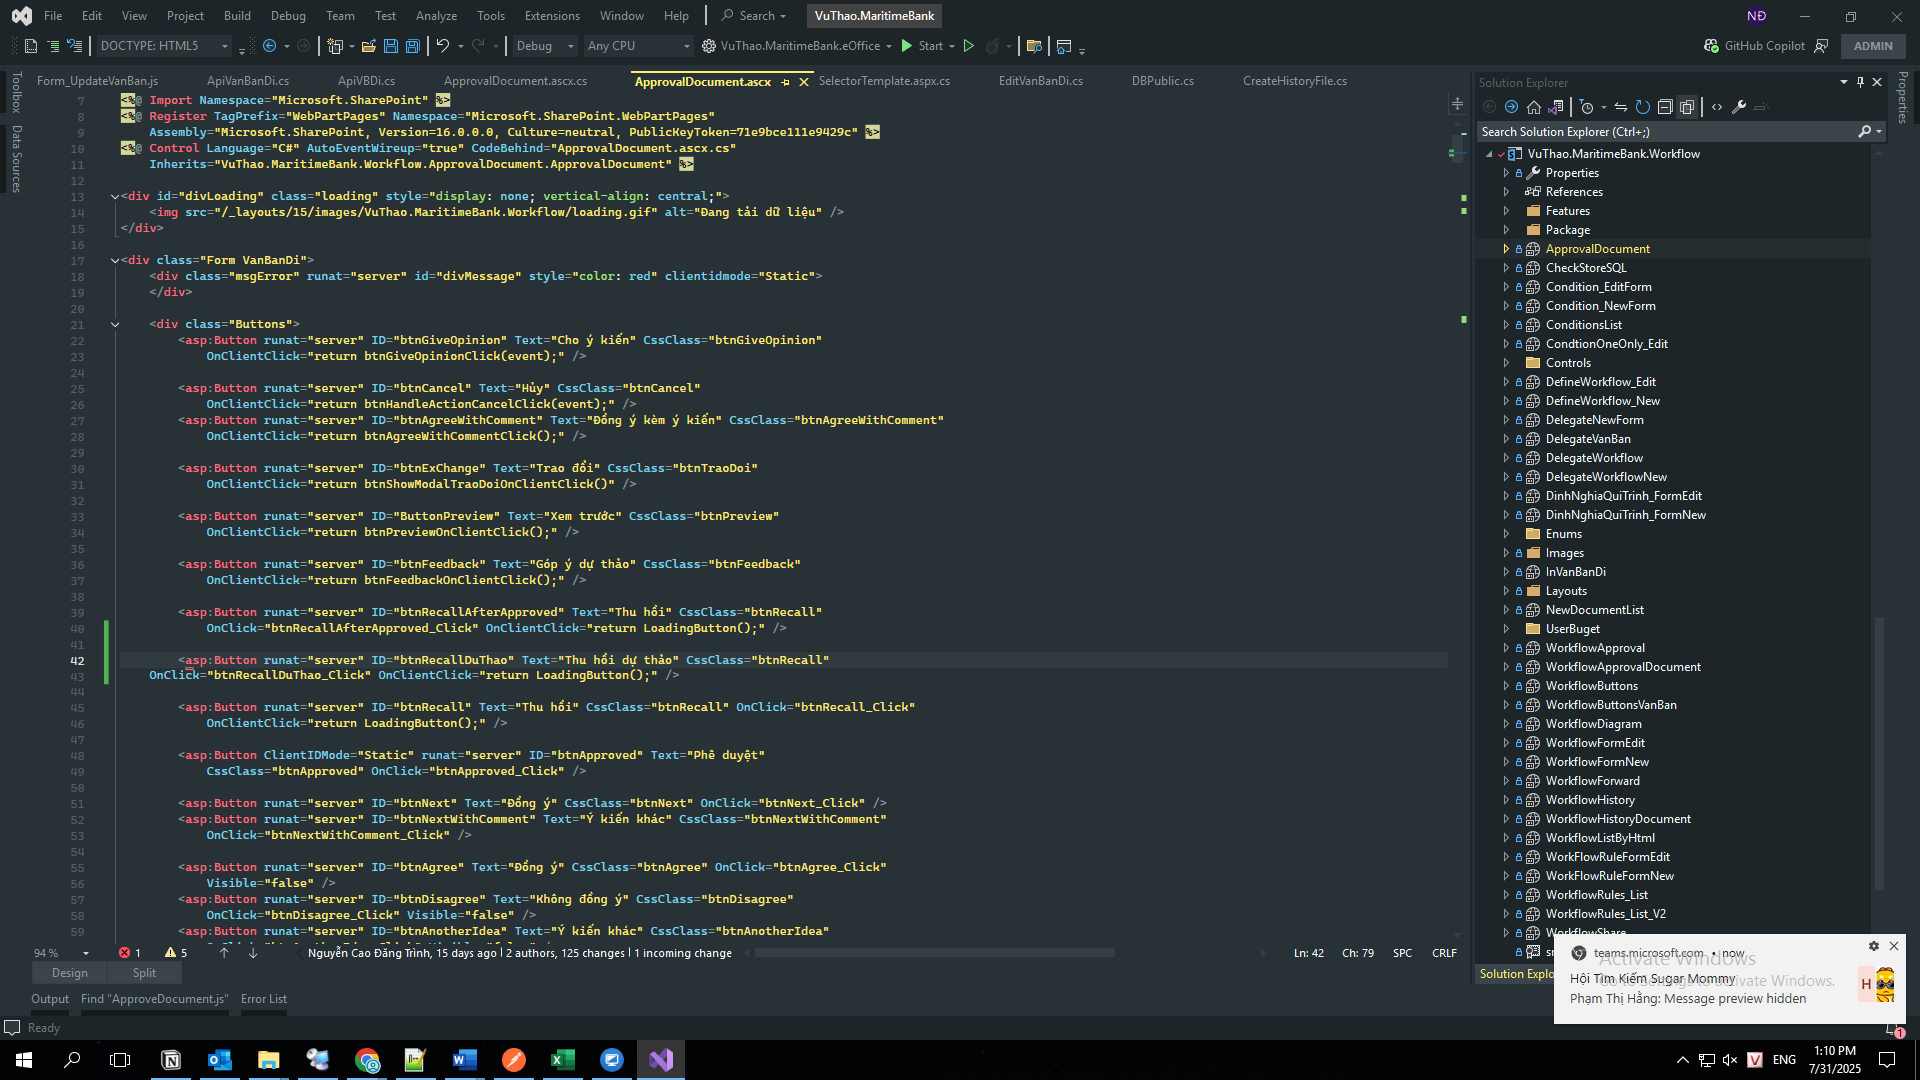 File Edit View Project Build Debug Team Test Analyze Tools Extensions Window Help Search VuThao.MaritimeBank NĐ
DOCTYPE: HTML5 Debug Any CPU VuThao.MaritimeBank.eOffice Start GitHub Copilot ADMIN
Toolbox
Data Sources
Form_UpdateVanBan.js ApiVanBanDi.cs ApiVBDi.cs ApprovalDocument.ascx.cs ApprovalDocument.ascx SelectorTemplate.aspx.cs EditVanBanDi.cs DBPublic.cs CreateHistoryFile.cs
7 <%@ Import Namespace="Microsoft.SharePoint" %>
8 <%@ Register TagPrefix="WebPartPages" Namespace="Microsoft.SharePoint.WebPartPages"
9 Assembly="Microsoft.SharePoint, Version=16.0.0.0, Culture=neutral, PublicKeyToken=71e9bce111e9429c" %>
10 <%@ Control Language="C#" AutoEventWireup="true" CodeBehind="ApprovalDocument.ascx.cs"
11 Inherits="VuThao.MaritimeBank.Workflow.ApprovalDocument.ApprovalDocument" %>
12
13 <div id="divLoading" class="loading" style="display: none; vertical-align: central;">
14 <img src="/_layouts/15/images/VuThao.MaritimeBank.Workflow/loading.gif" alt="Đang tải dữ liệu" />
15 </div>
16
17 <div class="Form VanBanDi">
18 <div class="msgError" runat="server" id="divMessage" style="color: red" clientidmode="Static">
19 </div>
20
21 <div class="Buttons">
22 <asp:Button runat="server" ID="btnGiveOpinion" Text="Cho ý kiến" CssClass="btnGiveOpinion"
23 OnClientClick="return btnGiveOpinionClick(event);" />
24
25 <asp:Button runat="server" ID="btnCancel" Text="Hủy" CssClass="btnCancel"
26 OnClientClick="return btnHandleActionCancelClick(event);" />
27 <asp:Button runat="server" ID="btnAgreeWithComment" Text="Đồng ý kèm ý kiến" CssClass="btnAgreeWithComment"
28 OnClientClick="return btnAgreeWithCommentClick();" />
29
30 <asp:Button runat="server" ID="btnExChange" Text="Trao đổi" CssClass="btnTraoDoi"
31 OnClientClick="return btnShowModalTraoDoiOnClientClick()" />
32
33 <asp:Button runat="server" ID="ButtonPreview" Text="Xem trước" CssClass="btnPreview"
34 OnClientClick="return btnPreviewOnClientClick();" />
35
36 <asp:Button runat="server" ID="btnFeedback" Text="Góp ý dự thảo" CssClass="btnFeedback"
37 OnClientClick="return btnFeedbackOnClientClick();" />
38
39 <asp:Button runat="server" ID="btnRecallAfterApproved" Text="Thu hồi" CssClass="btnRecall"
40 OnClick="btnRecallAfterApproved_Click" OnClientClick="return LoadingButton();" />
41
42 <asp:Button runat="server" ID="btnRecallDuThao" Text="Thu hồi dự thảo" CssClass="btnRecall"
43 OnClick="btnRecallDuThao_Click" OnClientClick="return LoadingButton();" />
44
45 <asp:Button runat="server" ID="btnRecall" Text="Thu hồi" CssClass="btnRecall" OnClick="btnRecall_Click"
46 OnClientClick="return LoadingButton();" />
47
48 <asp:Button ClientIDMode="Static" runat="server" ID="btnApproved" Text="Phê duyệt"
49 CssClass="btnApproved" OnClick="btnApproved_Click" />
50
51 <asp:Button runat="server" ID="btnNext" Text="Đồng ý" CssClass="btnNext" OnClick="btnNext_Click" />
52 <asp:Button runat="server" ID="btnNextWithComment" Text="Ý kiến khác" CssClass="btnNextWithComment"
53 OnClick="btnNextWithComment_Click" />
54
55 <asp:Button runat="server" ID="btnAgree" Text="Đồng ý" CssClass="btnAgree" OnClick="btnAgree_Click"
56 Visible="false" />
57 <asp:Button runat="server" ID="btnDisagree" Text="Không đồng ý" CssClass="btnDisagree"
58 OnClick="btnDisagree_Click" Visible="false" />
59 <asp:Button runat="server" ID="btnAnotherIdea" Text="Ý kiến khác" CssClass="btnAnotherIdea"
94 % 1 5 Nguyễn Cao Đăng Trình, 15 days ago | 2 authors, 125 changes | 1 incoming change Ln: 42 Ch: 79 SPC CRLF
Design Split
Output Find "ApproveDocument.js" Error List
Ready
Solution Explorer
Properties
Search Solution Explorer (Ctrl+;)
VuThao.MaritimeBank.Workflow
Properties
References
Features
Package
ApprovalDocument
CheckStoreSQL
Condition_EditForm
Condition_NewForm
ConditionsList
CondtionOneOnly_Edit
Controls
DefineWorkflow_Edit
DefineWorkflow_New
DelegateNewForm
DelegateVanBan
DelegateWorkflow
DelegateWorkflowNew
DinhNghiaQuiTrinh_FormEdit
DinhNghiaQuiTrinh_FormNew
Enums
Images
InVanBanDi
Layouts
NewDocumentList
UserBuget
WorkflowApproval
WorkflowApprovalDocument
WorkflowButtons
WorkflowButtonsVanBan
WorkflowDiagram
WorkflowFormEdit
WorkflowFormNew
WorkflowForward
WorkflowHistory
WorkflowHistoryDocument
WorkflowListByHtml
WorkFlowRuleFormEdit
WorkFlowRuleFormNew
WorkflowRules_List
WorkflowRules_List_V2
WorkflowShare
Solution Explo
teams.microsoft.com • now
Activate Windows
Hội Tìm Kiếm Sugar Mommy
Go to Settings to activate Windows.
Phạm Thị Hằng: Message preview hidden
H
1
ENG
1:10 PM
7/31/2025